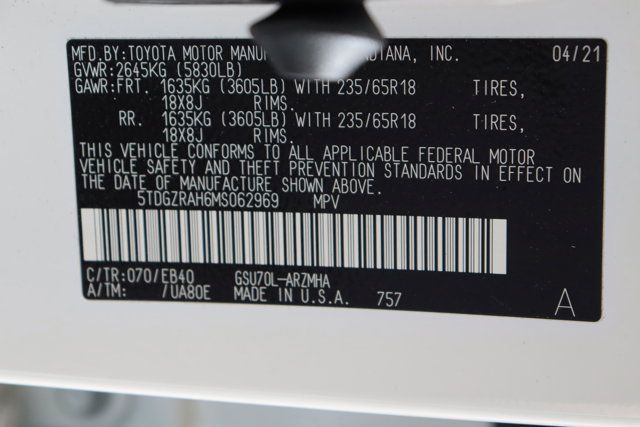 MFD.BY:TOYOTA MOTOR MANU DIANA, INC. 04/21
GVWR:2645KG (5830LB)
GAWR:FRT. 1635KG (3605LB) WITH 235/65R18 TIRES,
18X8J RIMS.
RR. 1635KG (3605LB) WITH 235/65R18 TIRES,
18X8J RIMS.
THIS VEHICLE CONFORMS TO ALL APPLICABLE FEDERAL MOTOR
VEHICLE SAFETY AND THEFT PREVENTION STANDARDS IN EFFECT ON
THE DATE OF MANUFACTURE SHOWN ABOVE.
5TDGZRAH6MS062969 MPV
C/TR:070/EB40 GSU70L-ARZMHA
A/TM: /UA80E MADE IN U.S.A. 757 A